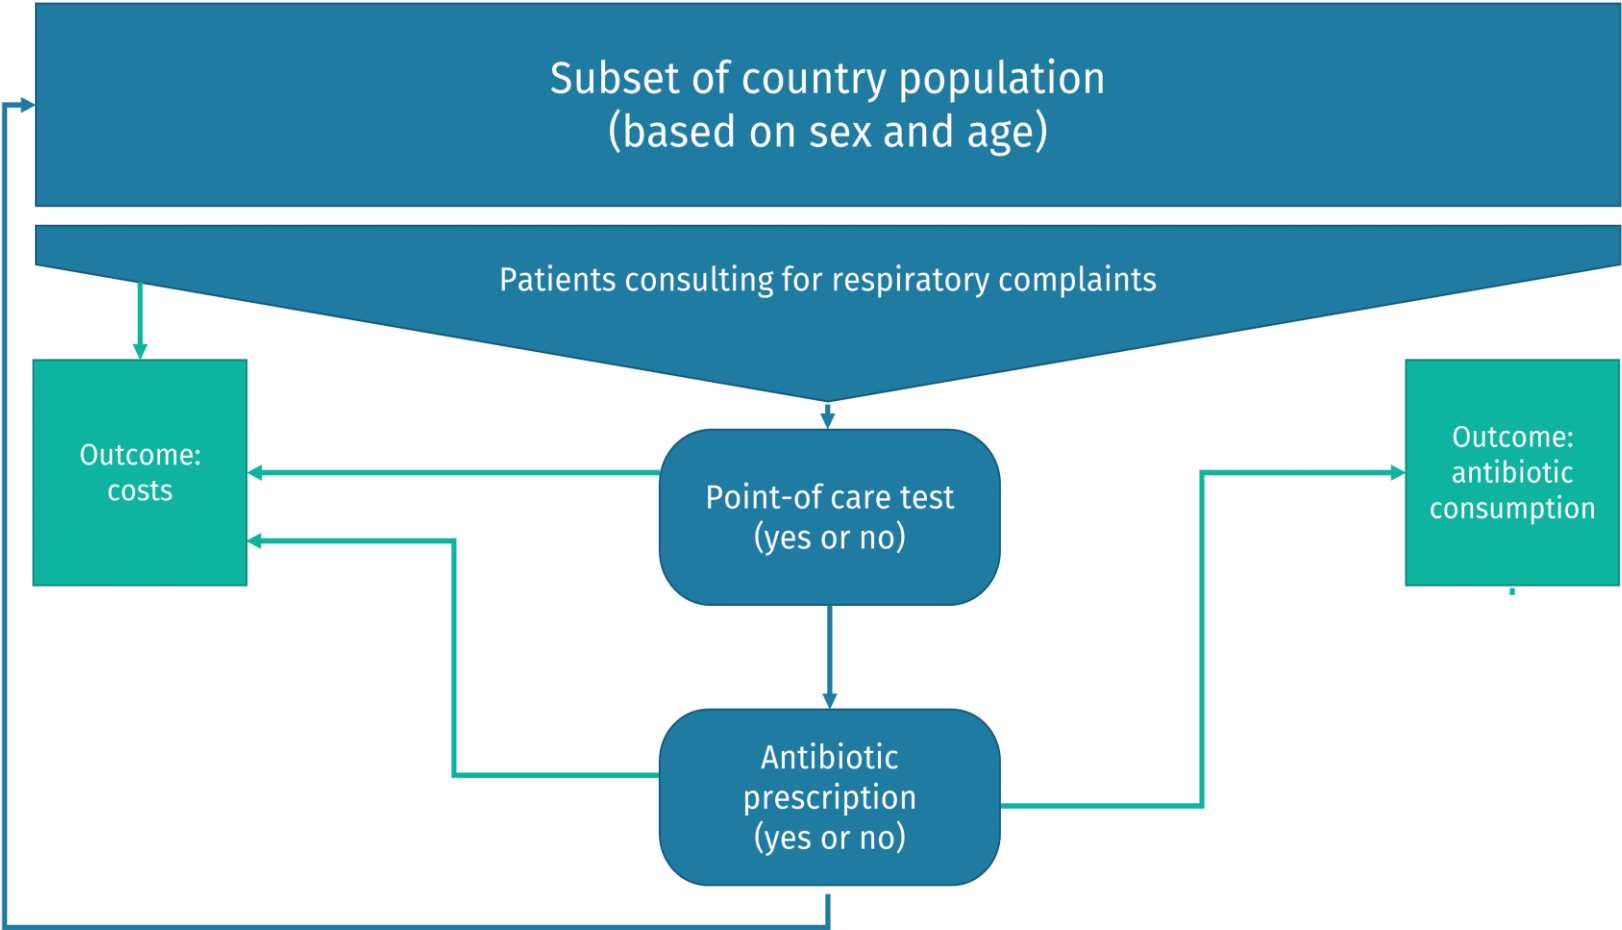 Subset of country population
(based on sex and age)
Patients consulting for respiratory complaints
Outcome:
costs
Point-of care test
(yes or no)
Outcome:
antibiotic
consumption
Antibiotic
prescription
(yes or no)